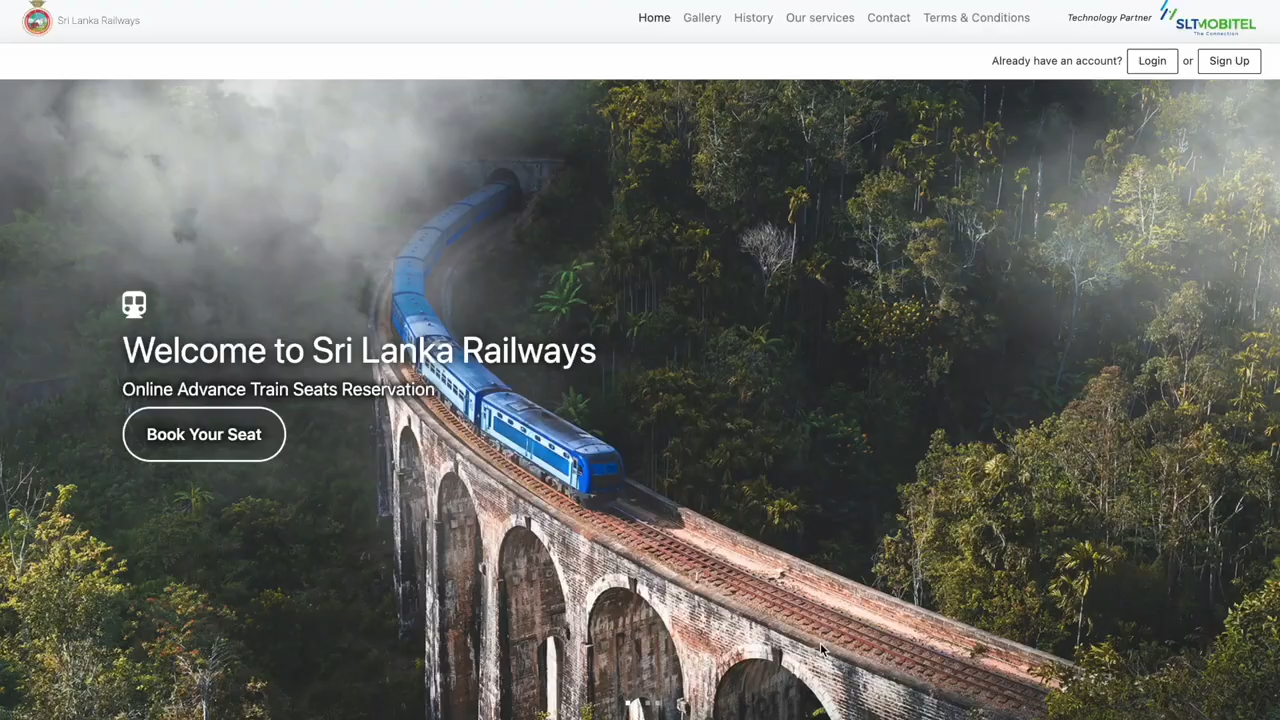 Sri Lanka Railways
Home Gallery History Our services Contact Terms & Conditions
Technology Partner
SLTMOBITEL
The Connection
Already have an account? Login or Sign Up
Welcome to Sri Lanka Railways
Online Advance Train Seats Reservation
Book Your Seat